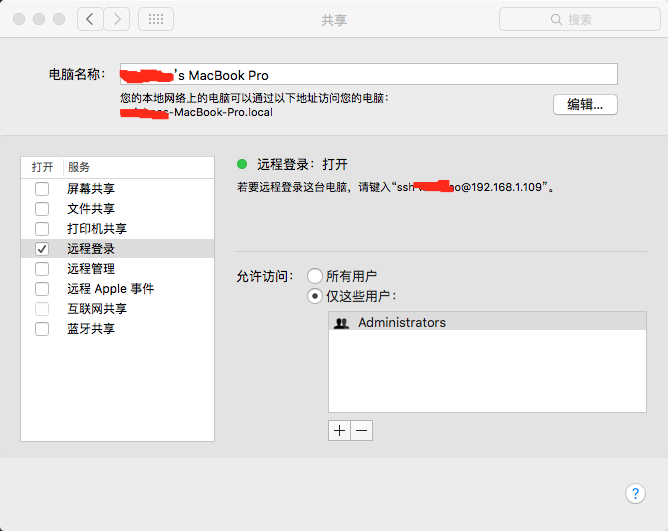 共享
搜索
电脑名称：
’s MacBook Pro
您的本地网络上的电脑可以通过以下地址访问您的电脑：
-MacBook-Pro.local
编辑...
打开 服务
屏幕共享
文件共享
打印机共享
远程登录
远程管理
远程 Apple 事件
互联网共享
蓝牙共享
远程登录：打开
若要远程登录这台电脑，请键入“ssh ao@192.168.1.109”。
允许访问：
所有用户
仅这些用户：
Administrators
?